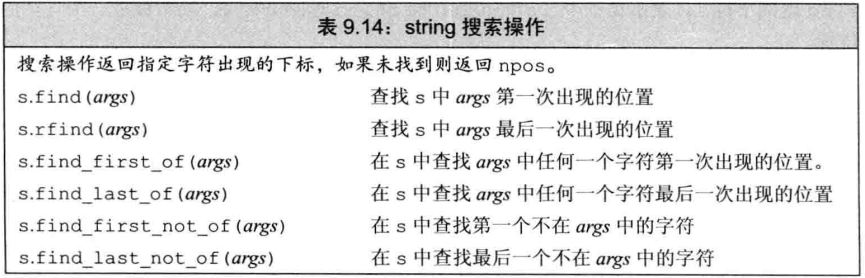 表 9.14：string 搜索操作
搜索操作返回指定字符出现的下标，如果未找到则返回 npos。
s.find(args) 查找 s 中 args 第一次出现的位置
s.rfind(args) 查找 s 中 args 最后一次出现的位置
s.find_first_of(args) 在 s 中查找 args 中任何一个字符第一次出现的位置。
s.find_last_of(args) 在 s 中查找 args 中任何一个字符最后一次出现的位置
s.find_first_not_of(args) 在 s 中查找第一个不在 args 中的字符
s.find_last_not_of(args) 在 s 中查找最后一个不在 args 中的字符